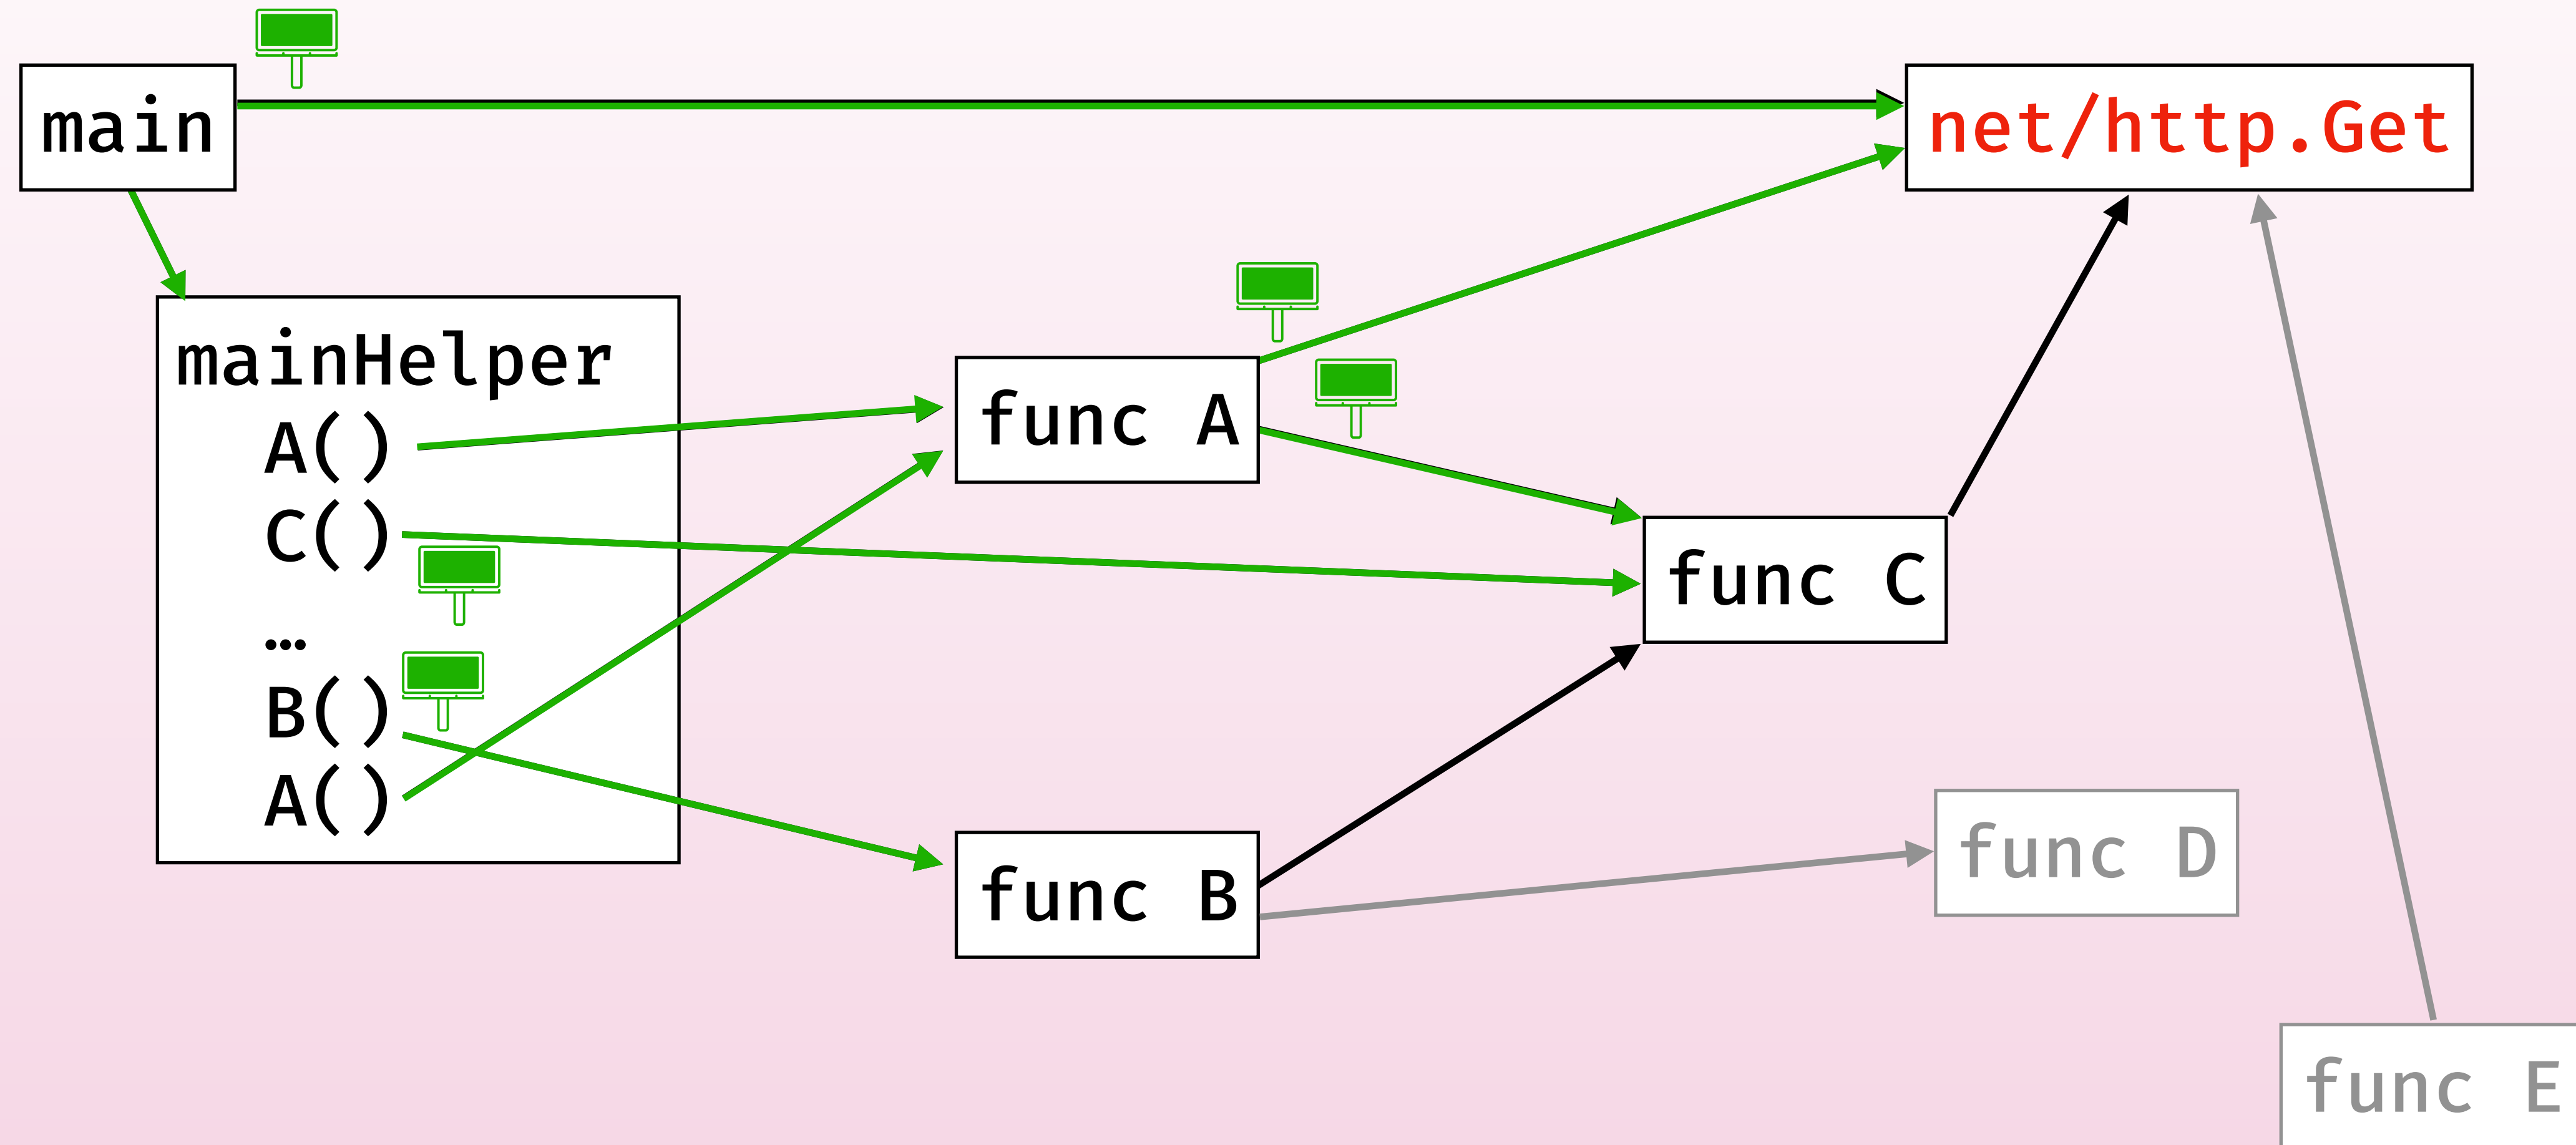 main
net/http.Get
mainHelper
A()
C()
…
B()
A()
func A
func C
func B
func D
func E